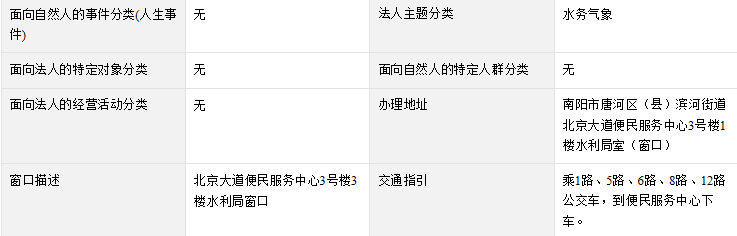 面向自然人的事件分类(人生事
件)
无
法人主题分类
水务气象
面向法人的特定对象分类
无
面向自然人的特定人群分类
无
面向法人的经营活动分类
无
办理地址
南阳市唐河区（县）滨河街道
北京大道便民服务中心3号楼1
楼水利局室（窗口）
窗口描述
北京大道便民服务中心3号楼3
楼水利局窗口
交通指引
乘1路、5路、6路、8路、12路
公交车，到便民服务中心下
车。